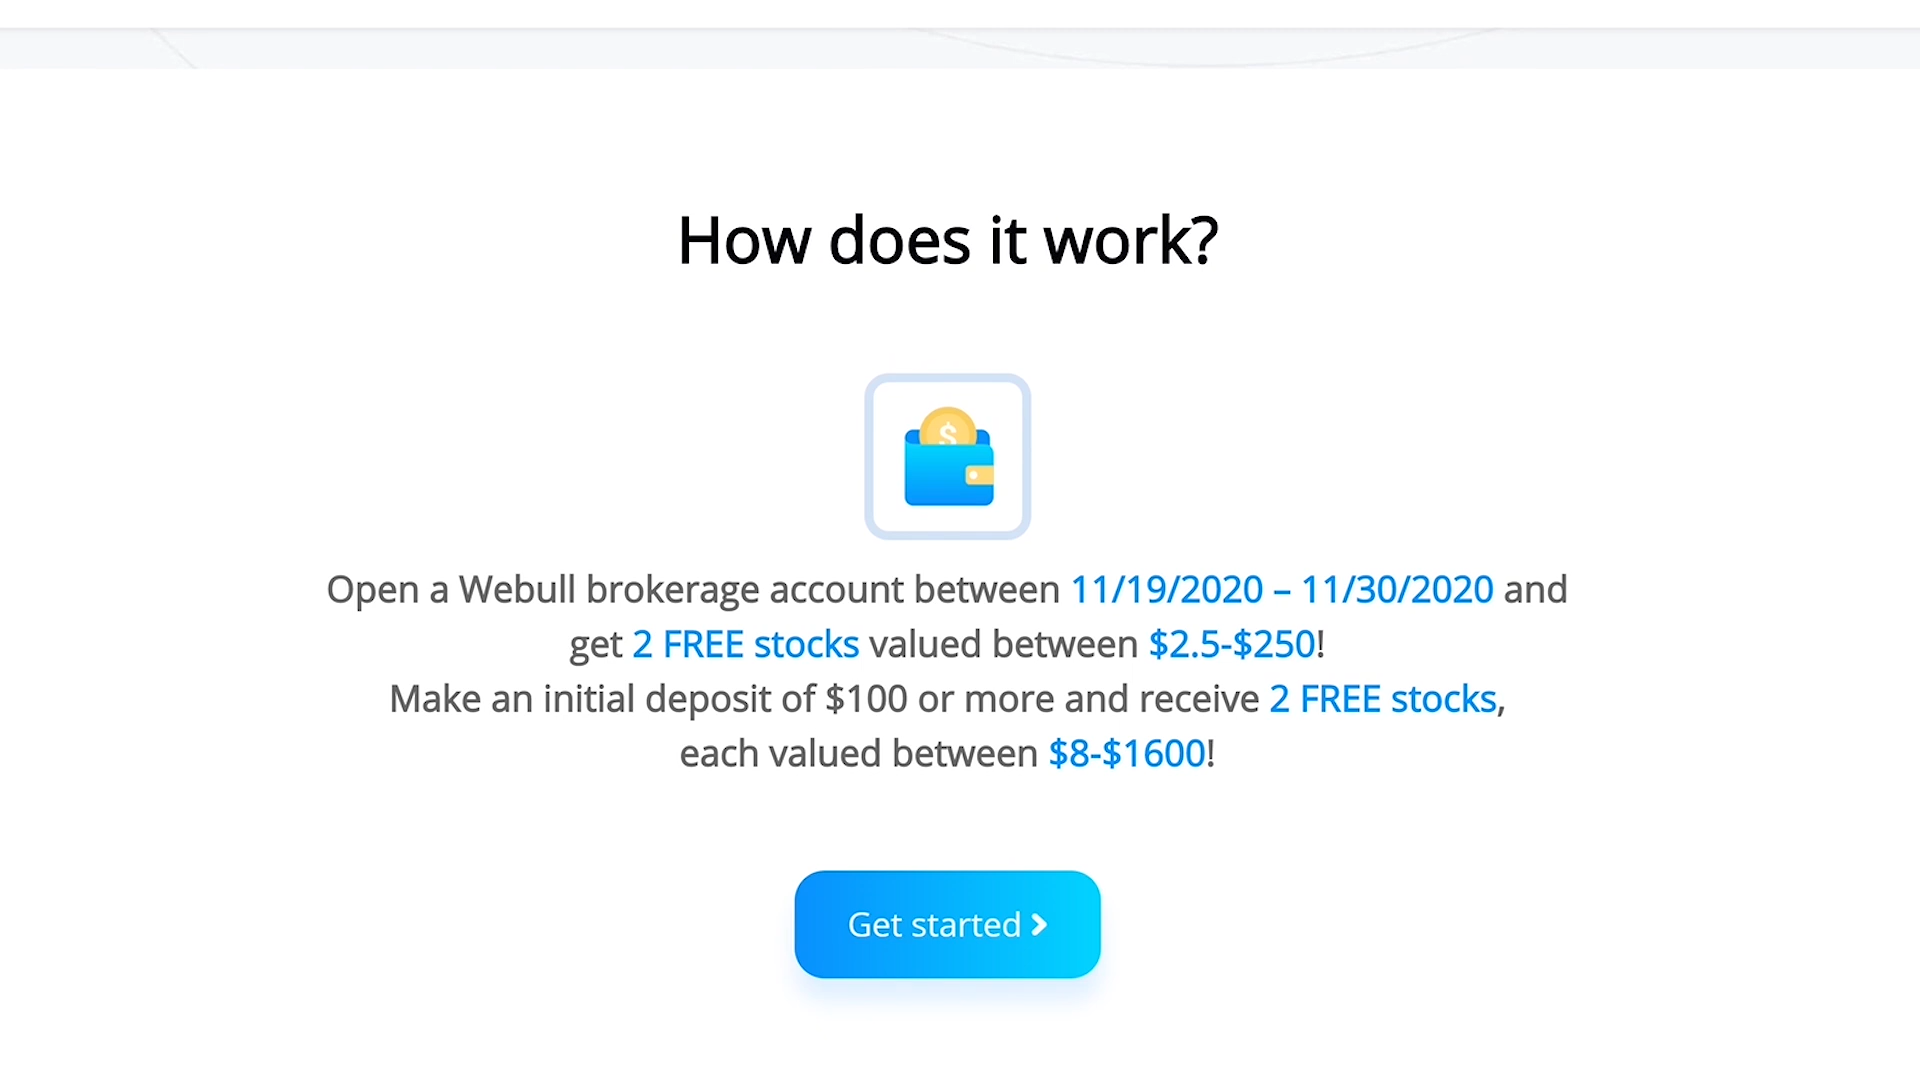 How does it work?
$
Open a Webull brokerage account between 11/19/2020 – 11/30/2020 and
get 2 FREE stocks valued between $2.5-$250!
Make an initial deposit of $100 or more and receive 2 FREE stocks,
each valued between $8-$1600!
Get started